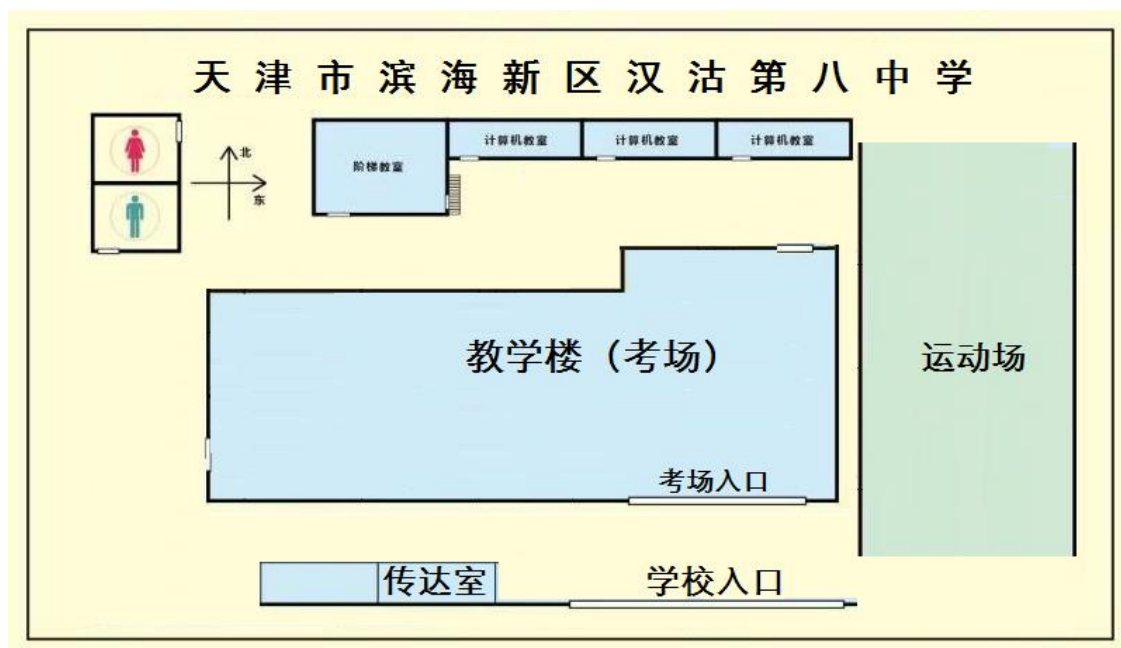 天津市滨海新区汉沽第八中学
北
东
阶梯教室
计算机教室
计算机教室
计算机教室
教学楼（考场）
运动场
考场入口
传达室
学校入口